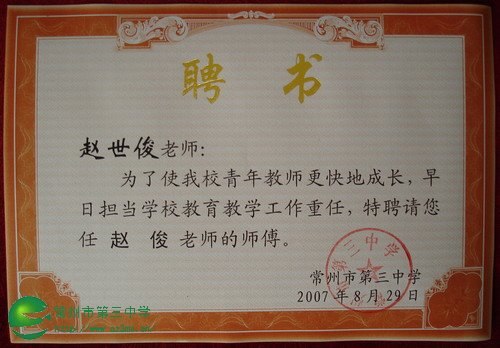 聘 书
赵世俊老师:
为了使我校青年教师更快地成长,早
日担当学校教育教学工作重任,特聘请您
任 赵 俊 老师的师傅。
常州市第三中学
2007年8月29日
常州市第三中学